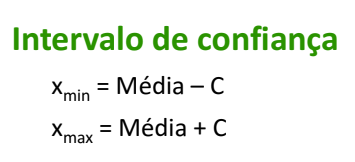 Intervalo de confiança
xmin = Média – C
xmax = Média + C